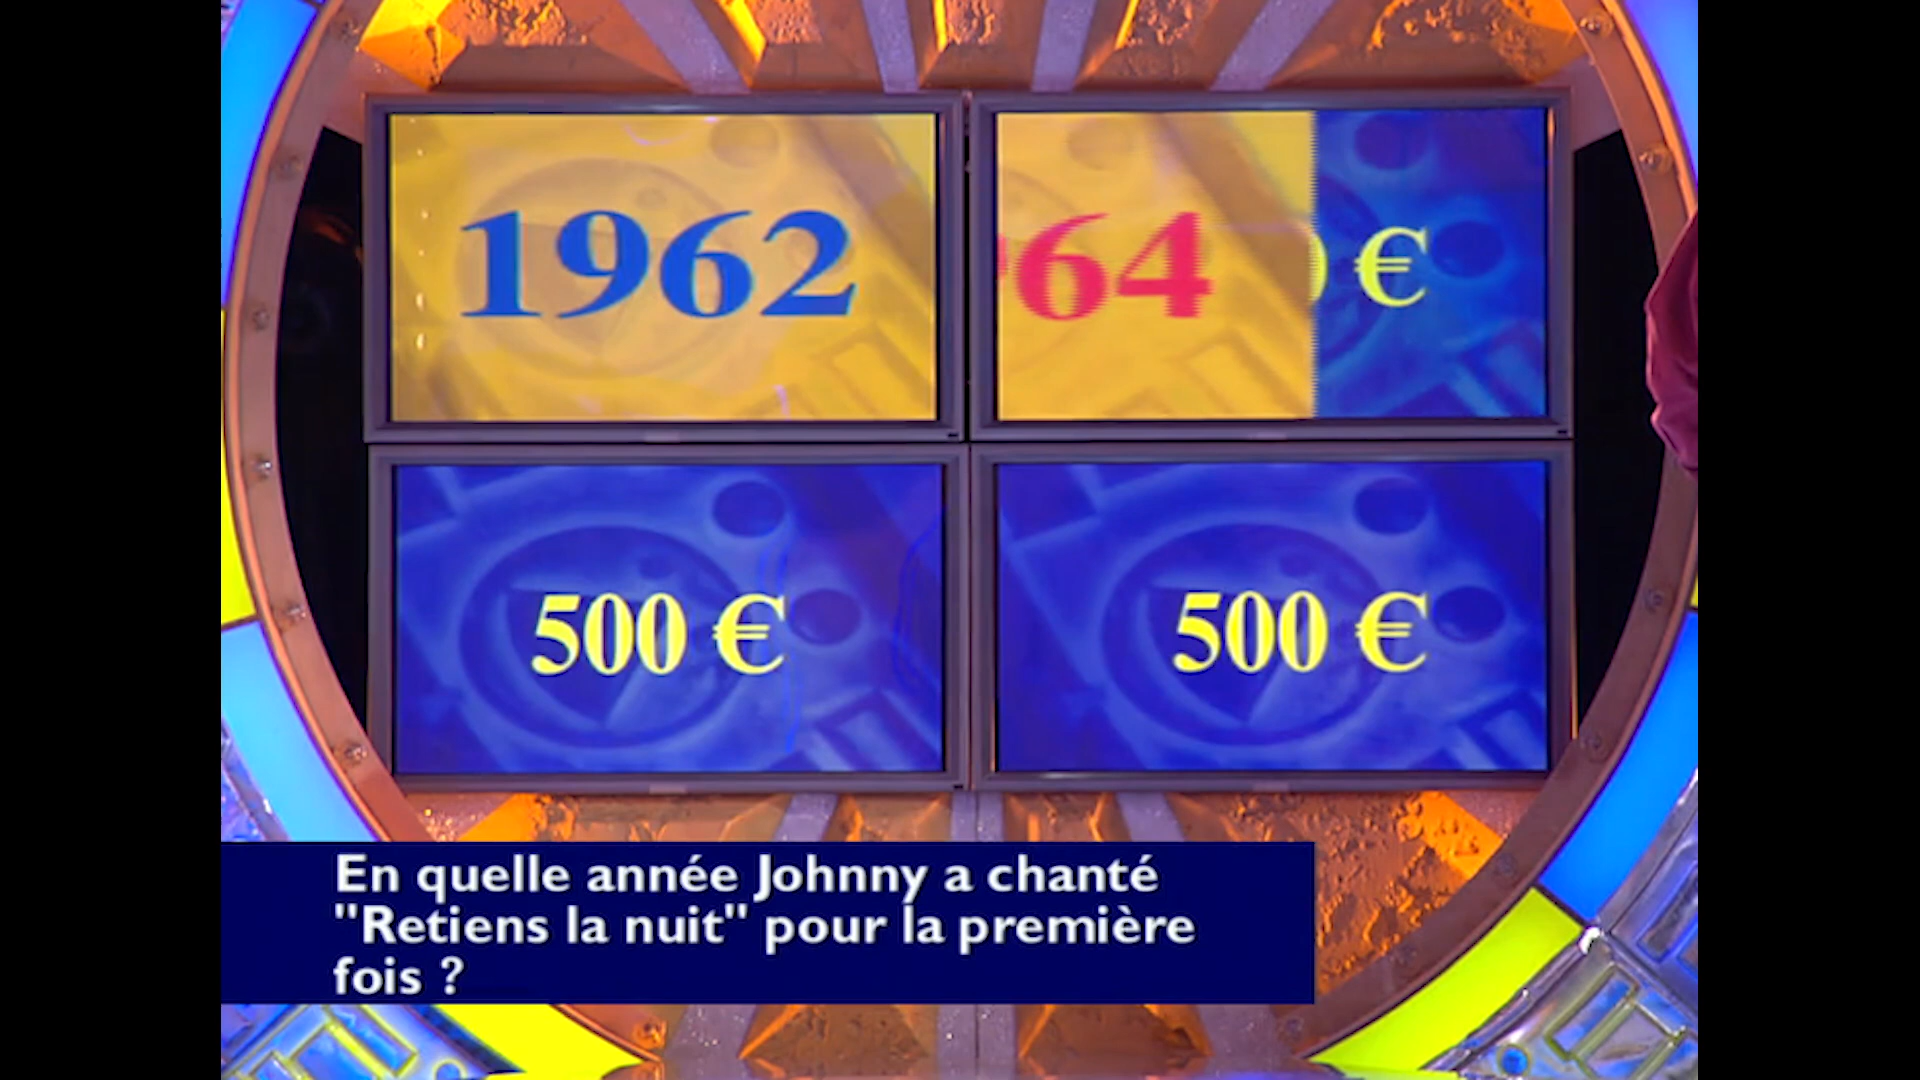 1962
64 €
500 €
500 €
En quelle année Johnny a chanté
"Retiens la nuit" pour la première
fois ?